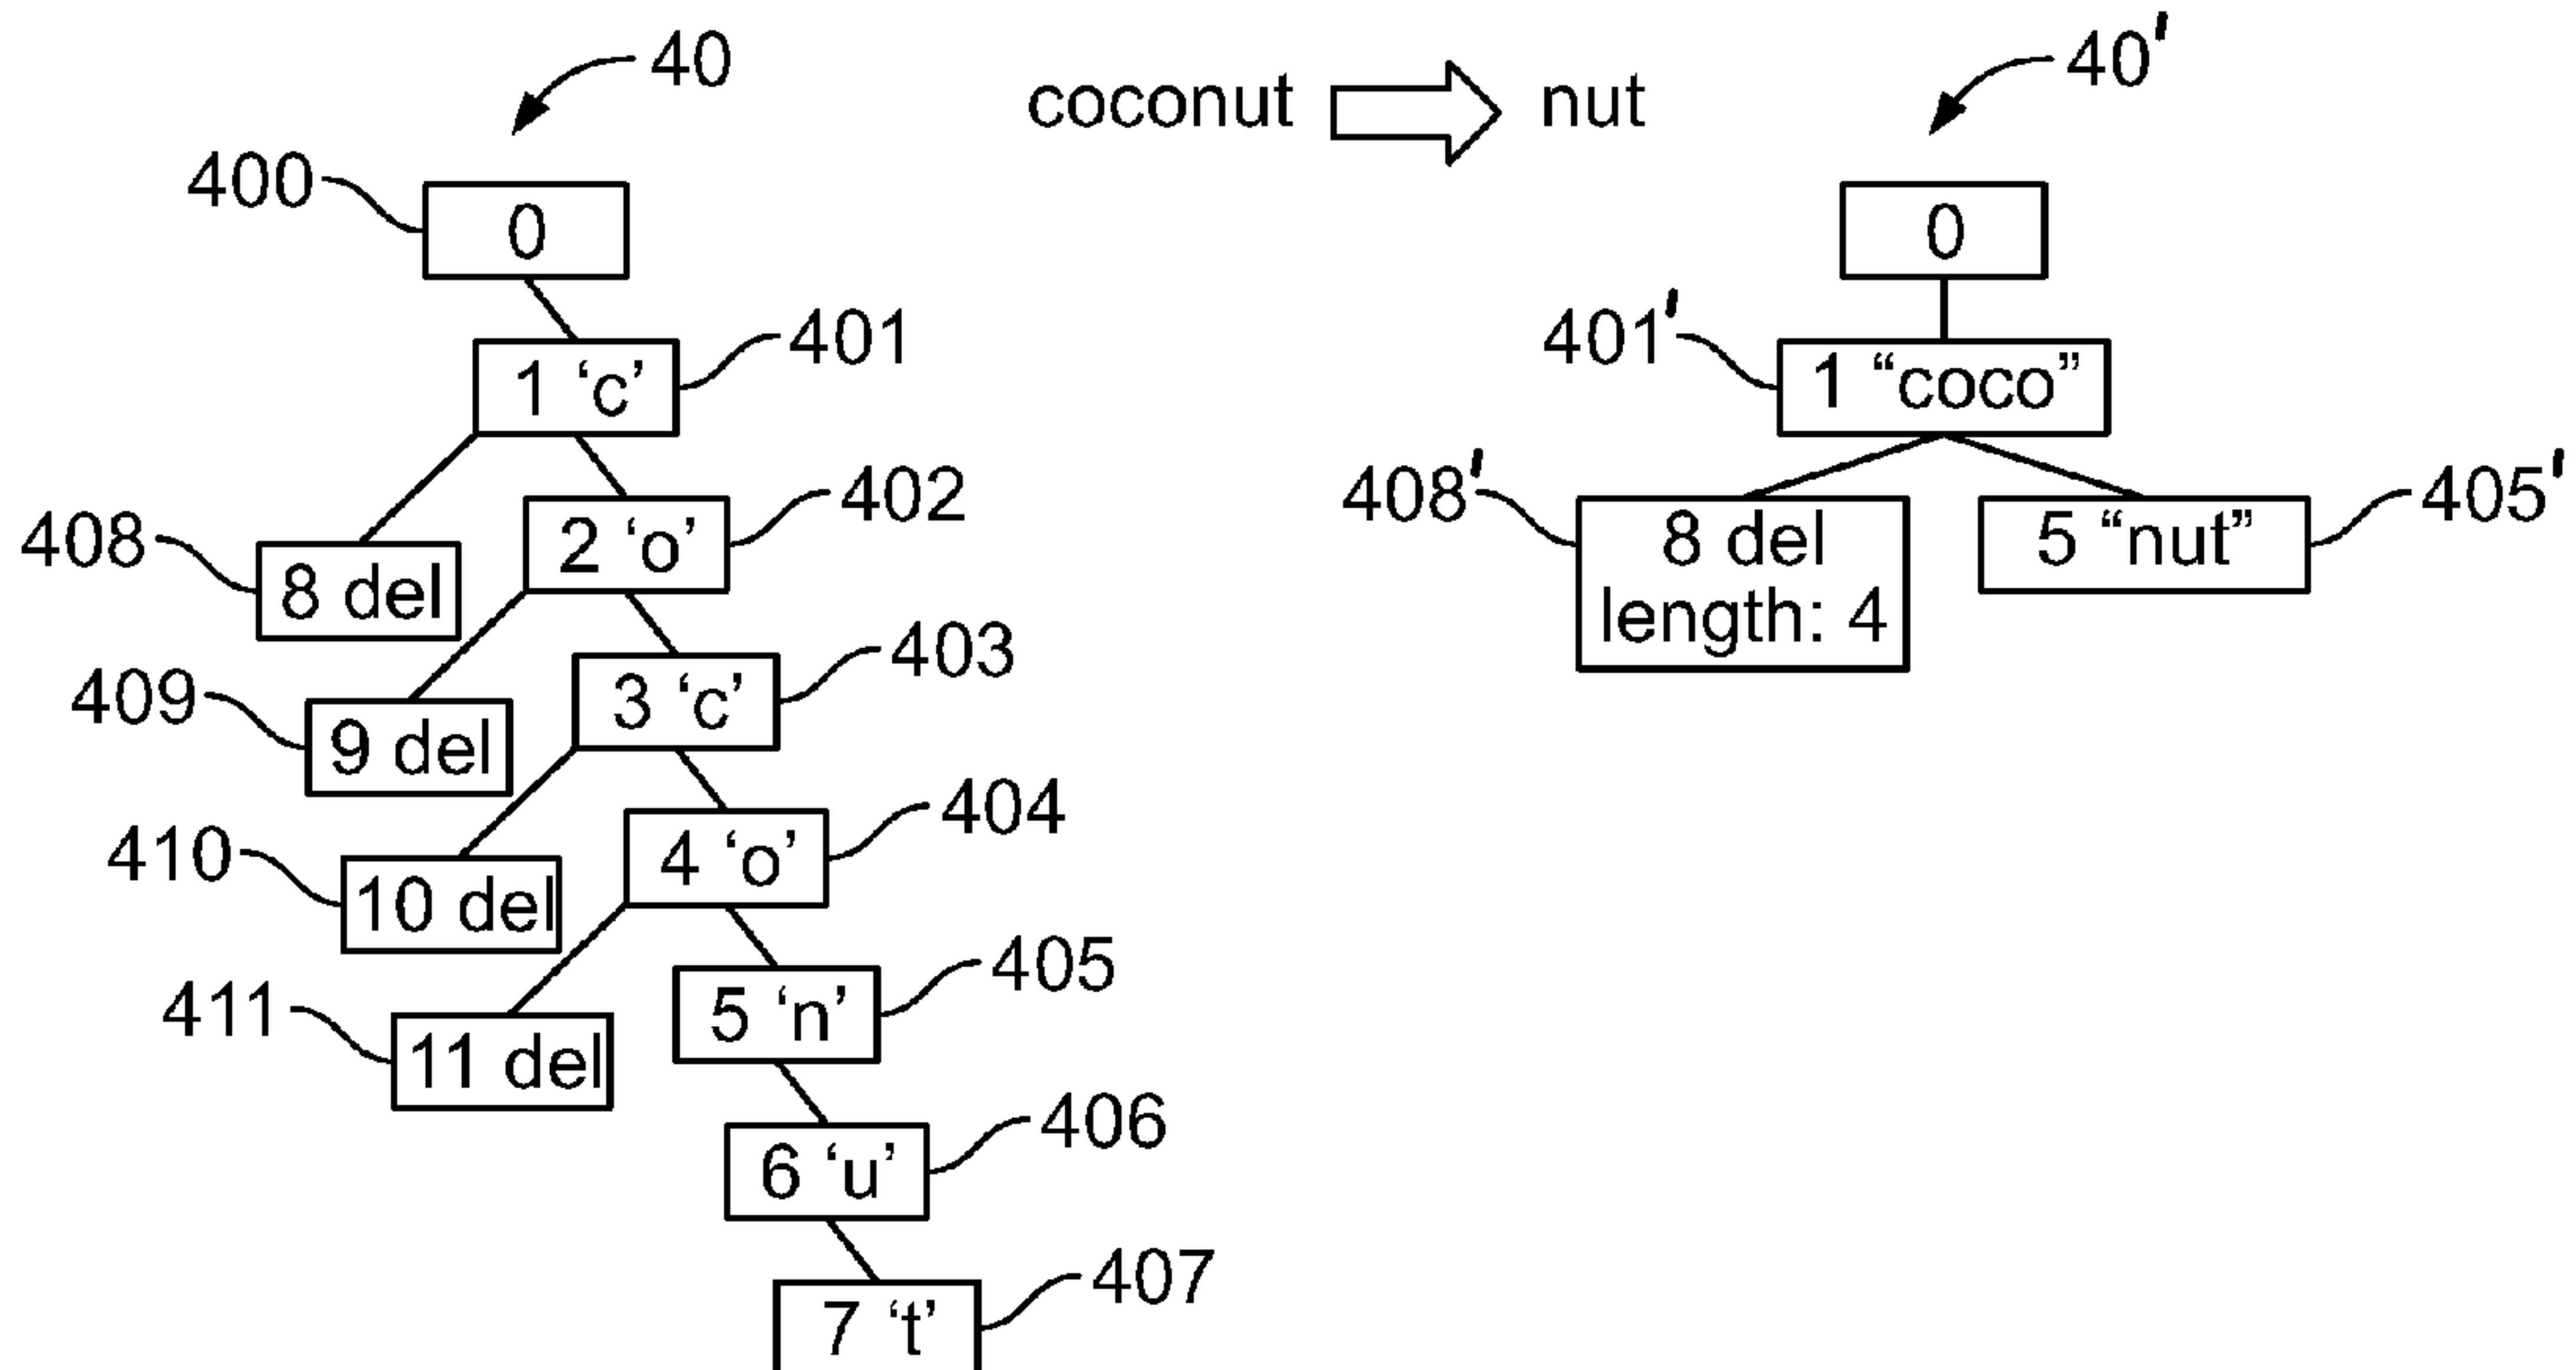 40
coconut
nut
40'
400
0
0
1 ‘c’
401
401'
1 “coco”
408
8 del
2 ‘o’
402
408'
8 del
length: 4
5 “nut”
405'
409
9 del
3 ‘c’
403
410
10 del
4 ‘o’
404
411
11 del
5 ‘n’
405
6 ‘u’
406
7 ‘t’
407